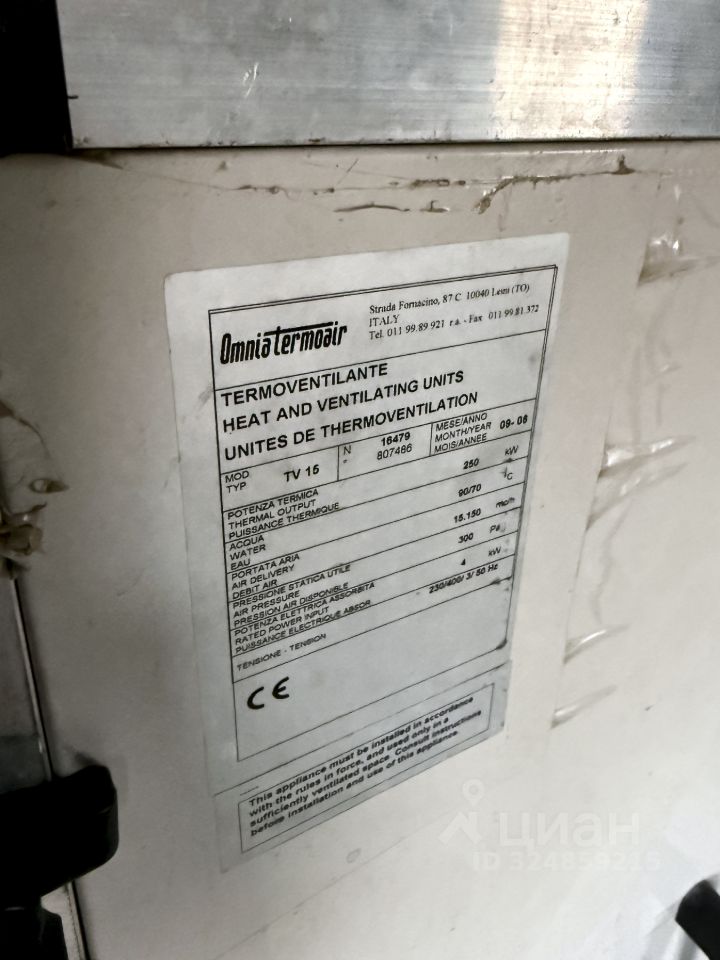 Omnia termoair
Strada Fornacino, 87 C 10040 Leini (TO)
ITALY
Tel. 011 99.89 921 r.a. - Fax 011 99 81 372
TERMOVENTILANTE
HEAT AND VENTILATING UNITS
UNITES DE THERMOVENTILATION
MOD.
TYP.
TV 15
N
°
16479
807486
MESE/ANNO
MONTH/YEAR
MOIS/ANNEE
09-06
POTENZA TERMICA
THERMAL OUTPUT
PUISSANCE THERMIQUE
250 kW
ACQUA
WATER
EAU
90/70 °C
PORTATA ARIA
AIR DELIVERY
DEBIT AIR
15.150 mc/h
PRESSIONE STATICA UTILE
AIR PRESSURE
PRESSION AIR DISPONIBLE
300 Pa
POTENZA ELETTRICA ASSORBITA
RATED POWER INPUT
PUISSANCE ELECTRIQUE ABSOR
4 kW
TENSIONE - TENSION
230/400/ 3/ 50 Hz
CE
This appliance must be installed in accordance
with the rules in force, and used only in a
sufficiently ventilated space. Consult instructions
before installation and use of this appliance.
циан
ID 324859215